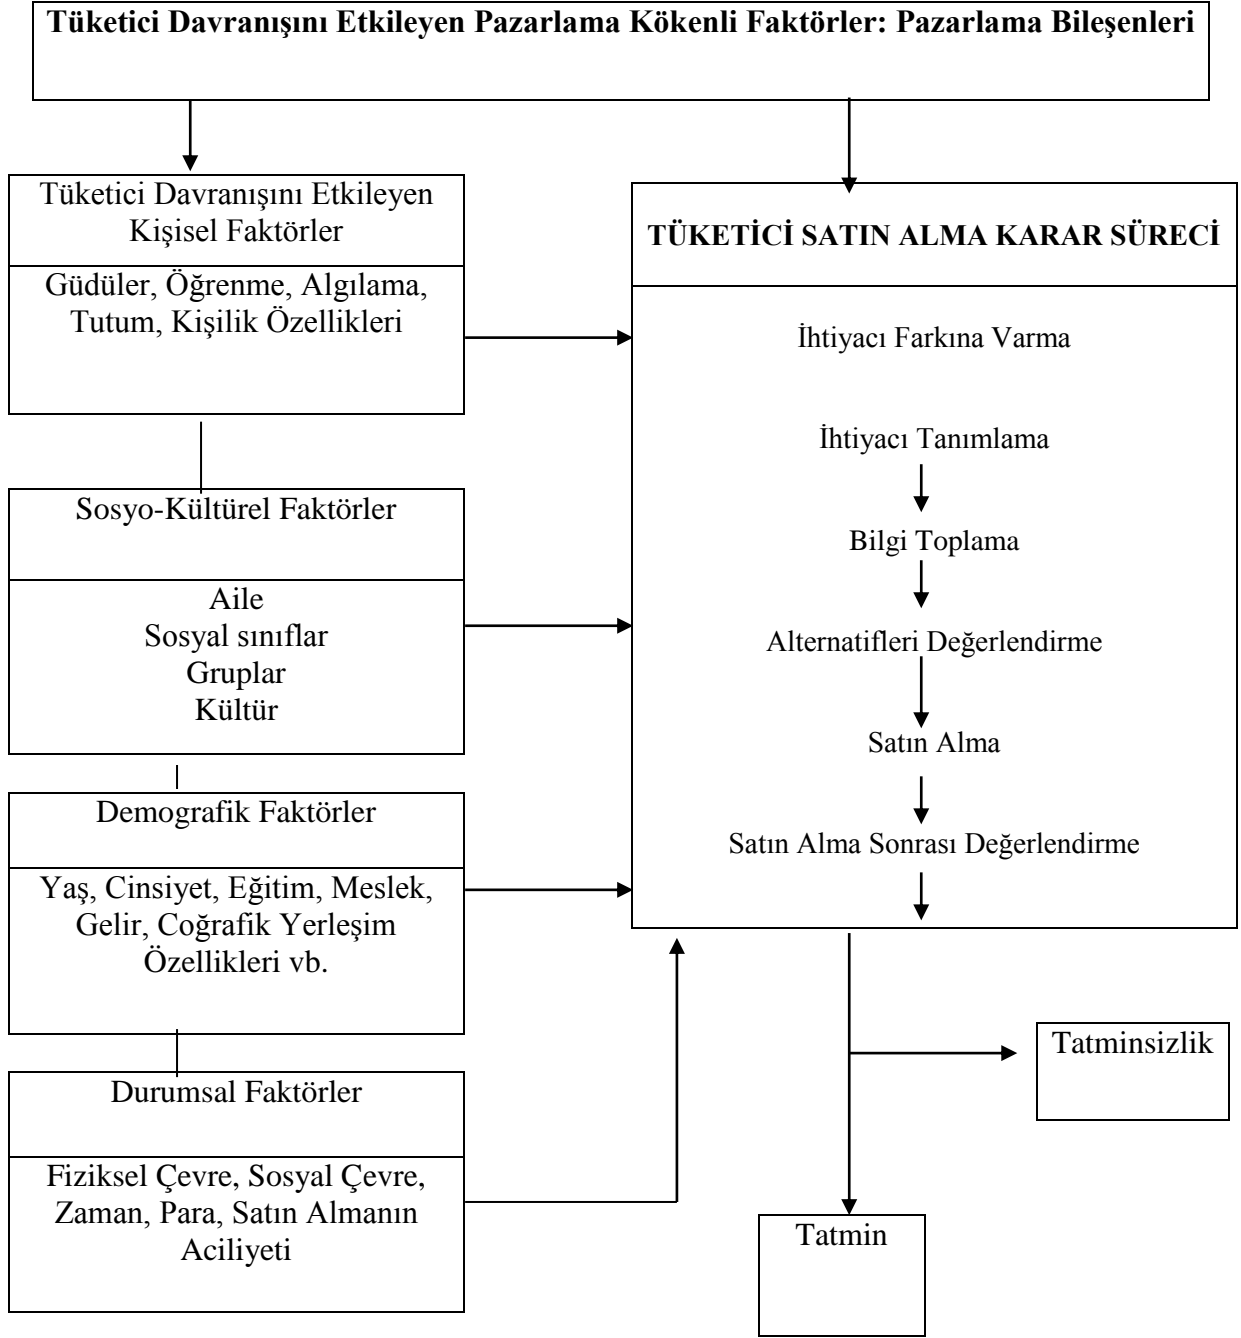 Tüketici Davranışını Etkileyen Pazarlama Kökenli Faktörler: Pazarlama Bileşenleri
Tüketici Davranışını Etkileyen
Kişisel Faktörler
Güdüler, Öğrenme, Algılama,
Tutum, Kişilik Özellikleri
Sosyo-Kültürel Faktörler
Aile
Sosyal sınıflar
Gruplar
Kültür
Demografik Faktörler
Yaş, Cinsiyet, Eğitim, Meslek,
Gelir, Coğrafik Yerleşim
Özellikleri vb.
Durumsal Faktörler
Fiziksel Çevre, Sosyal Çevre,
Zaman, Para, Satın Almanın
Aciliyeti
TÜKETİCİ SATIN ALMA KARAR SÜRECİ
İhtiyacı Farkına Varma
İhtiyacı Tanımlama
Bilgi Toplama
Alternatifleri Değerlendirme
Satın Alma
Satın Alma Sonrası Değerlendirme
Tatminsizlik
Tatmin